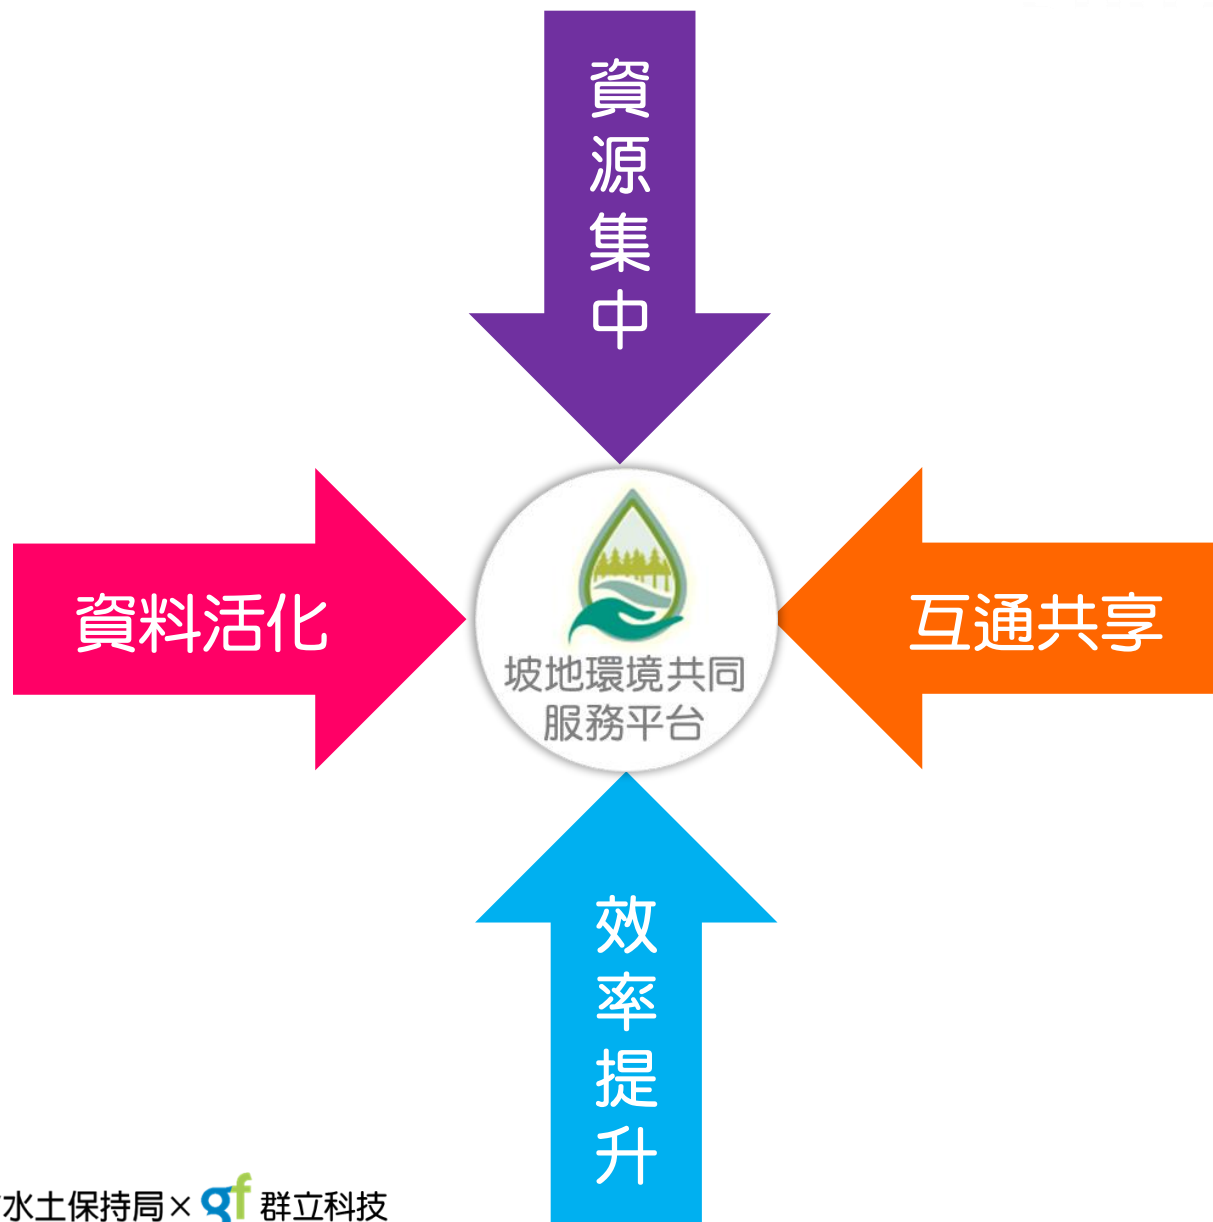 資源集中
資料活化
坡地環境共同
服務平台
互通共享
效率提升
水土保持局× gf 群立科技